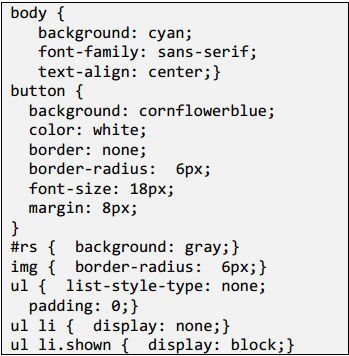 body {
   background: cyan;
   font-family: sans-serif;
   text-align: center;}
button {
  background: cornflowerblue;
  color: white;
  border: none;
  border-radius:  6px;
  font-size: 18px;
  margin: 8px;
}
#rs {  background: gray;}
img {  border-radius:  6px;}
ul {  list-style-type: none;
  padding: 0;}
ul li {  display: none;}
ul li.shown {  display: block;}